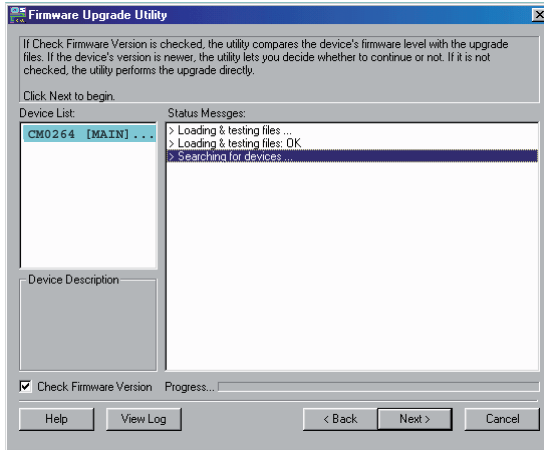 Firmware Upgrade Utility
If Check Firmware Version is checked, the utility compares the device's firmware level with the upgrade
files. If the device's version is newer, the utility lets you decide whether to continue or not. If it is not
checked, the utility performs the upgrade directly.
Click Next to begin.
Device List:
Status Messges:
CM0264 [MAIN]...
> Loading & testing files ...
> Loading & testing files: OK
> Searching for devices ...
Device Description
Check Firmware Version
Progress...
Help
View Log
< Back
Next >
Cancel